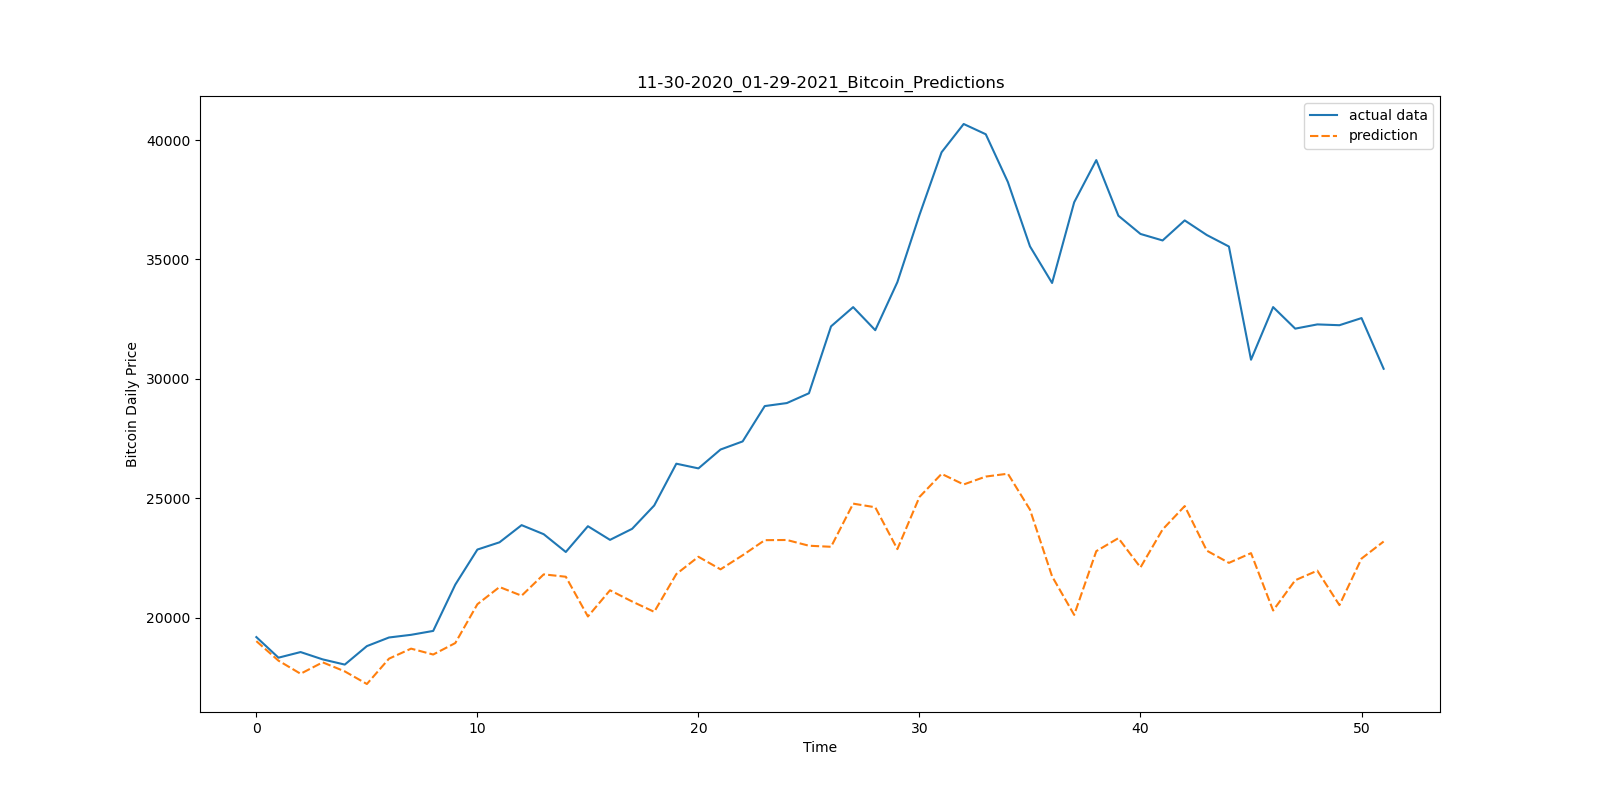 11-30-2020_01-29-2021_Bitcoin_Predictions
actual data
prediction
Bitcoin Daily Price
40000
35000
30000
25000
20000
0 10 20 30 40 50
Time